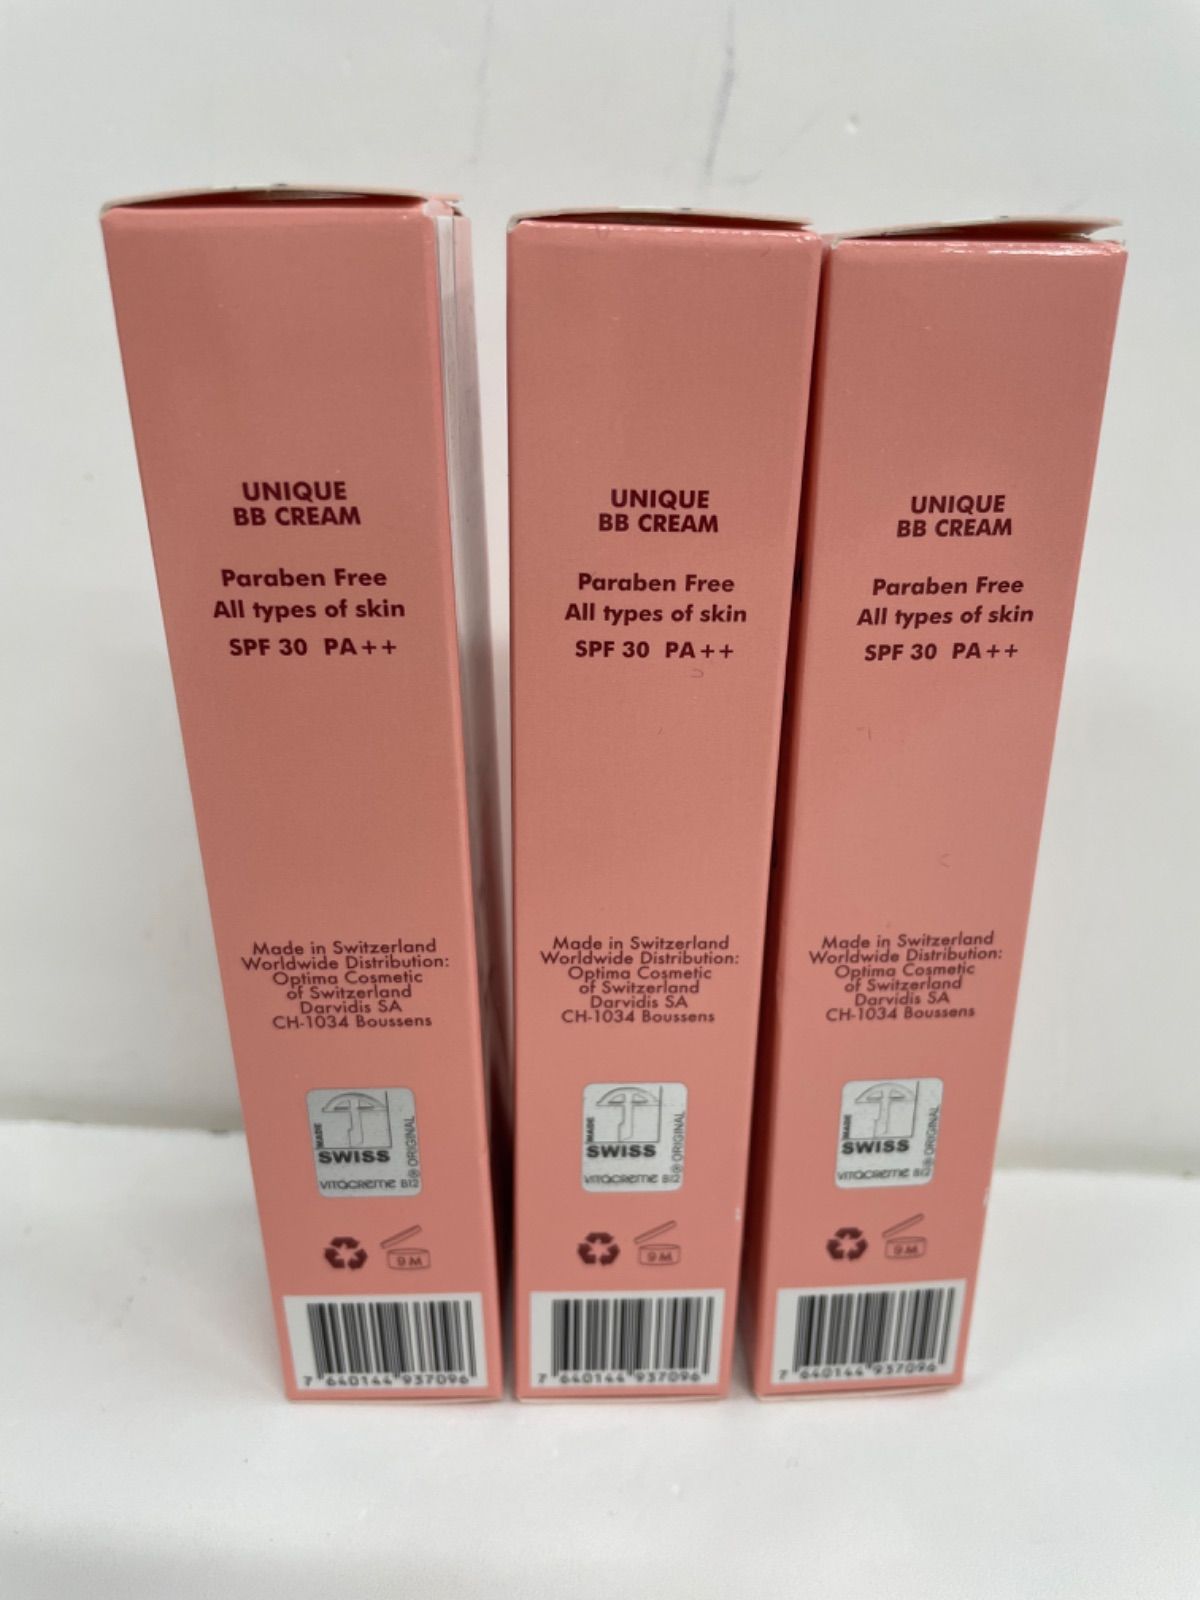 UNIQUE
BB CREAM
Paraben Free
All types of skin
SPF 30 PA++
Made in Switzerland
Worldwide Distribution:
Optima Cosmetic
of Switzerland
Darvidis SA
CH-1034 Boussens
MADE
SWISS
® ORIGINAL
VITACREME B12
9M
7 640144 937096
UNIQUE
BB CREAM
Paraben Free
All types of skin
SPF 30 PA++
Made in Switzerland
Worldwide Distribution:
Optima Cosmetic
of Switzerland
Darvidis SA
CH-1034 Boussens
MADE
SWISS
® ORIGINAL
VITACREME B12
9M
7 640144 937096
UNIQUE
BB CREAM
Paraben Free
All types of skin
SPF 30 PA++
Made in Switzerland
Worldwide Distribution:
Optima Cosmetic
of Switzerland
Darvidis SA
CH-1034 Boussens
MADE
SWISS
® ORIGINAL
VITACREME B12
9M
7 640144 937096